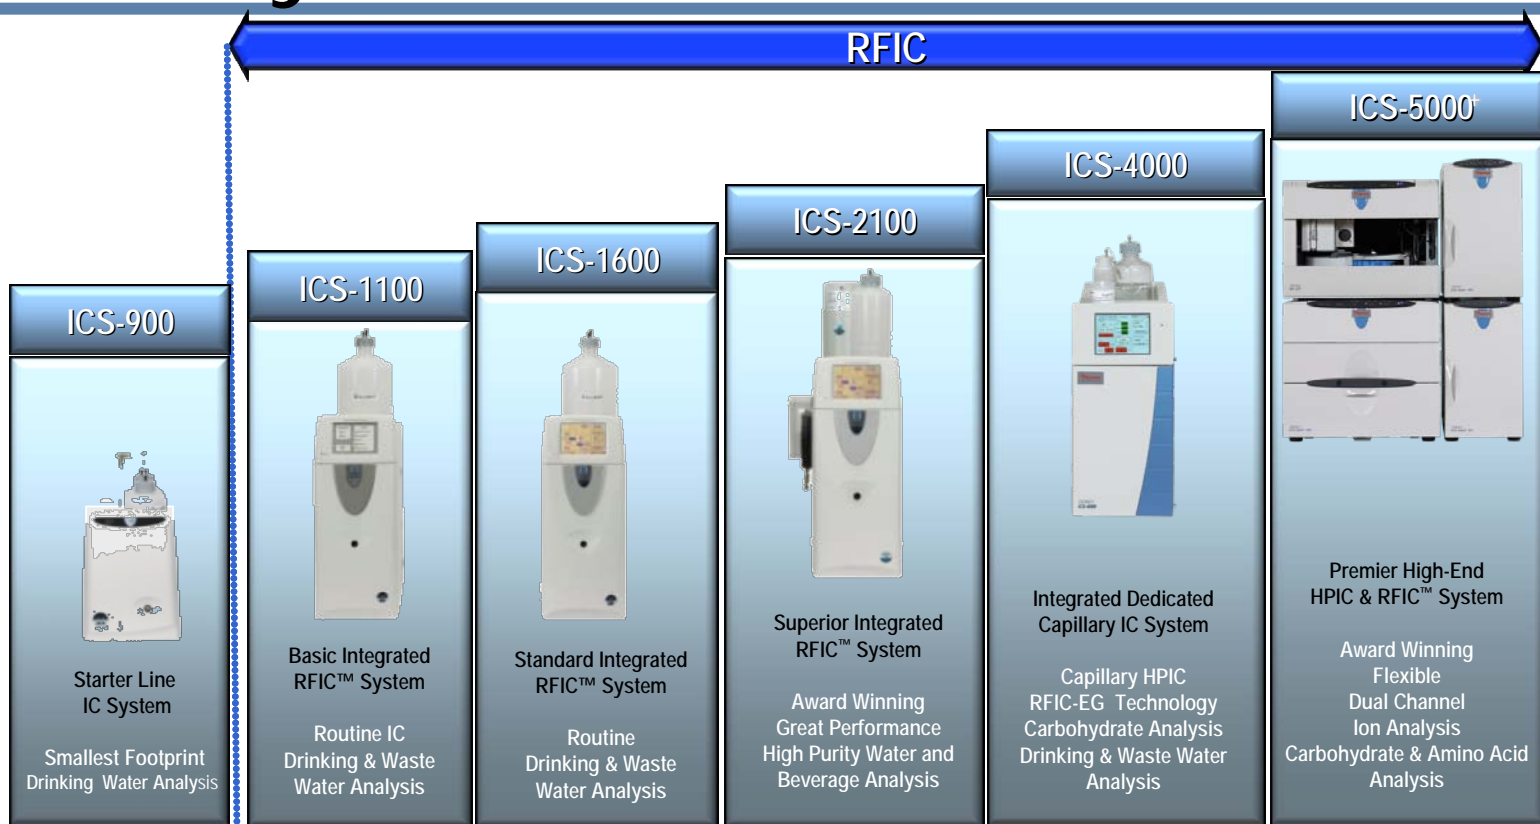 RFIC
ICS-900
Starter Line
IC System
Smallest Footprint
Drinking Water Analysis
ICS-1100
Basic Integrated
RFIC™ System
Routine IC
Drinking & Waste
Water Analysis
ICS-1600
Standard Integrated
RFIC™ System
Routine
Drinking & Waste
Water Analysis
ICS-2100
Superior Integrated
RFIC™ System
Award Winning
Great Performance
High Purity Water and
Beverage Analysis
ICS-4000
Integrated Dedicated
Capillary IC System
Capillary HPIC
RFIC-EG Technology
Carbohydrate Analysis
Drinking & Waste Water
Analysis
ICS-5000+
Premier High-End
HPIC & RFIC™ System
Award Winning
Flexible
Dual Channel
Ion Analysis
Carbohydrate & Amino Acid
Analysis